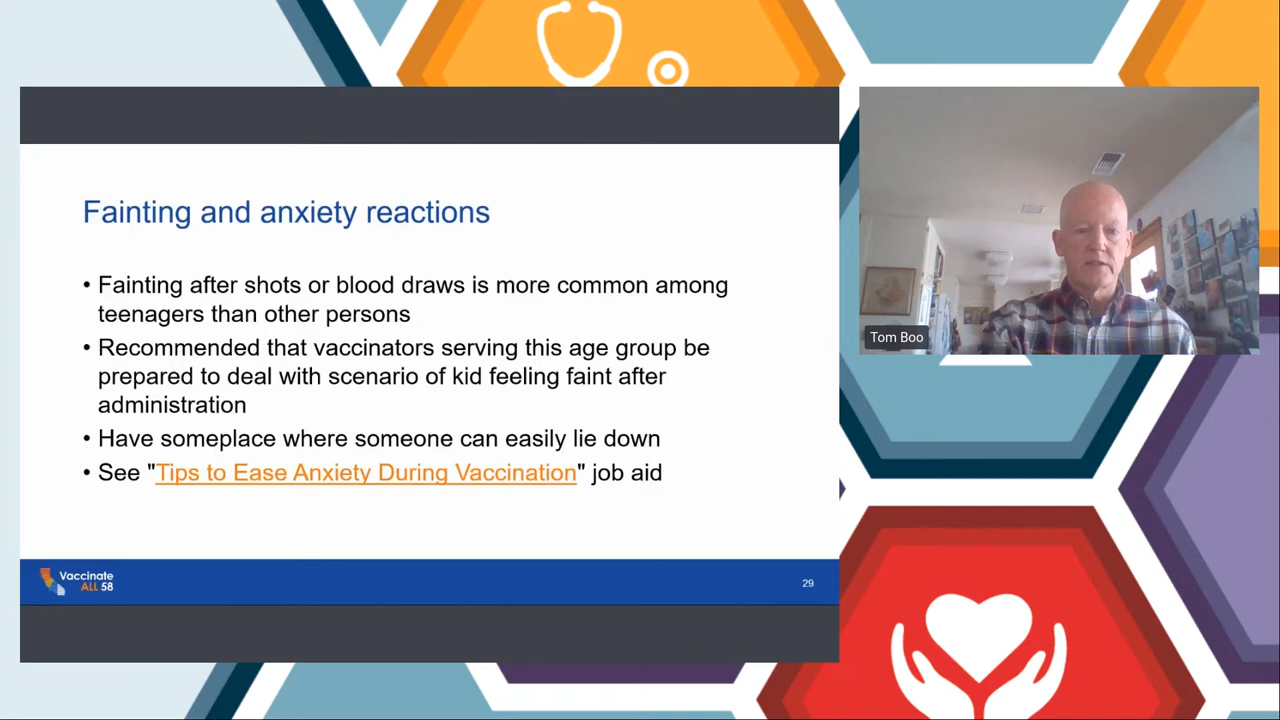 Fainting and anxiety reactions
• Fainting after shots or blood draws is more common among
teenagers than other persons
• Recommended that vaccinators serving this age group be
prepared to deal with scenario of kid feeling faint after
administration
• Have someplace where someone can easily lie down
• See "Tips to Ease Anxiety During Vaccination" job aid
Vaccinate
ALL 58
29
Tom Boo